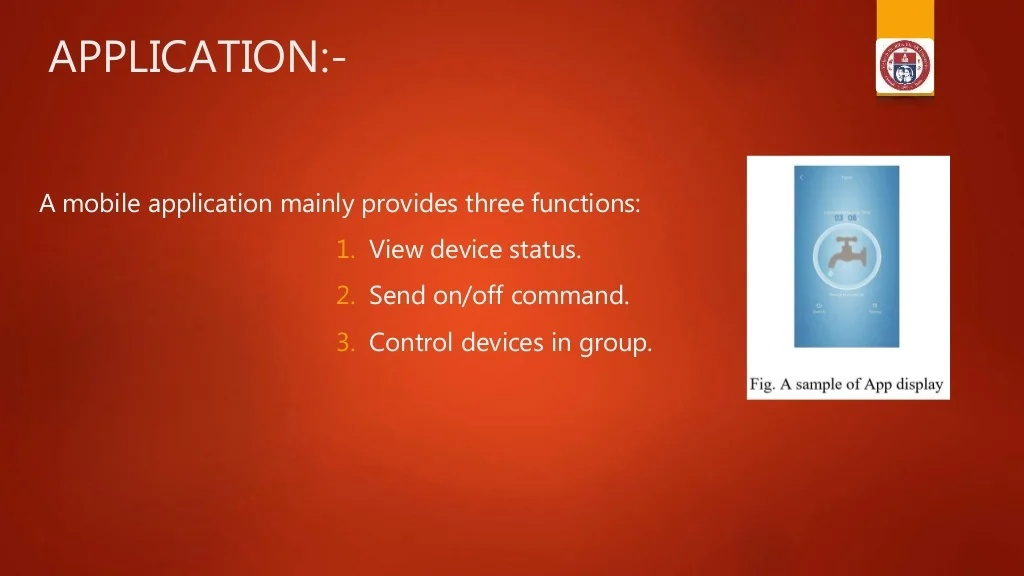 APPLICATION:-
A mobile application mainly provides three functions:
1. View device status.
2. Send on/off command.
3. Control devices in group.
Fig. A sample of App display